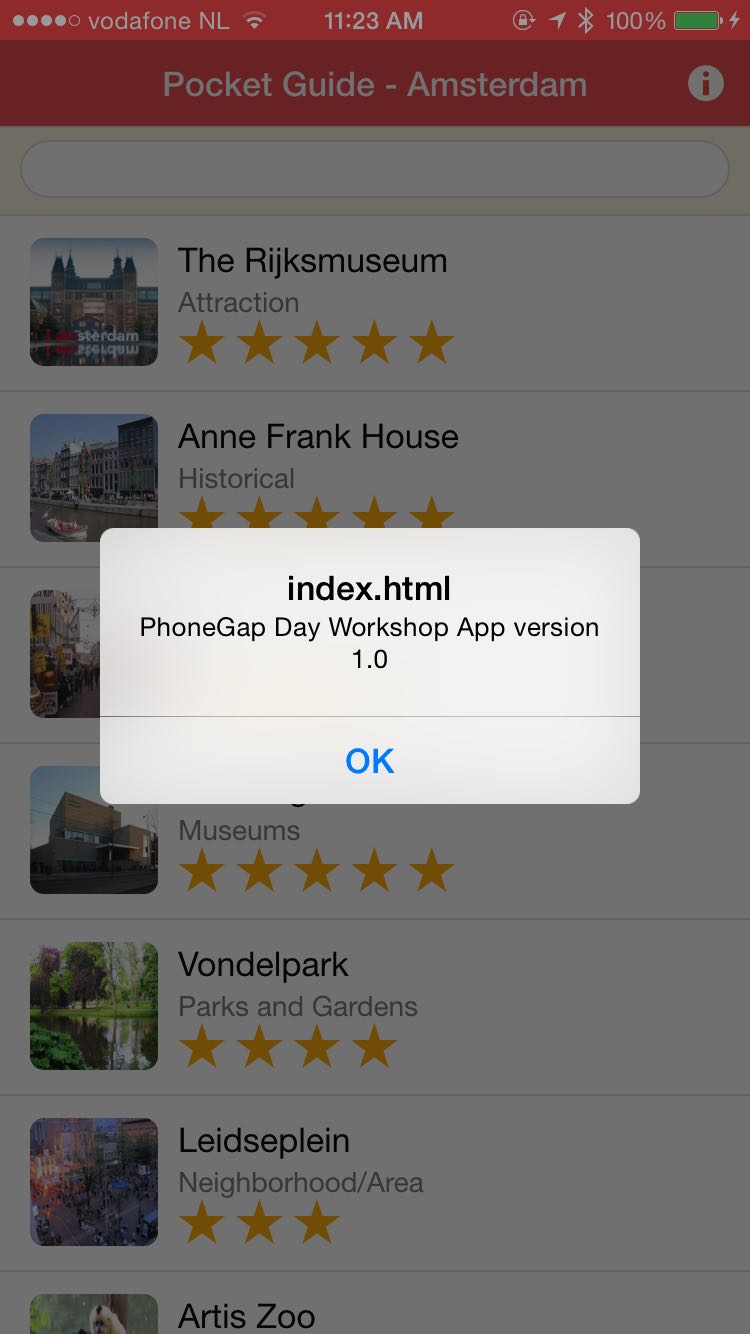 vodafone NL 11:23 AM 100%
Pocket Guide - Amsterdam
The Rijksmuseum
Attraction
sterdam
Anne Frank House
Historical
index.html
PhoneGap Day Workshop App version
1.0
OK
Museums
Vondelpark
Parks and Gardens
Leidseplein
Neighborhood/Area
Artis Zoo